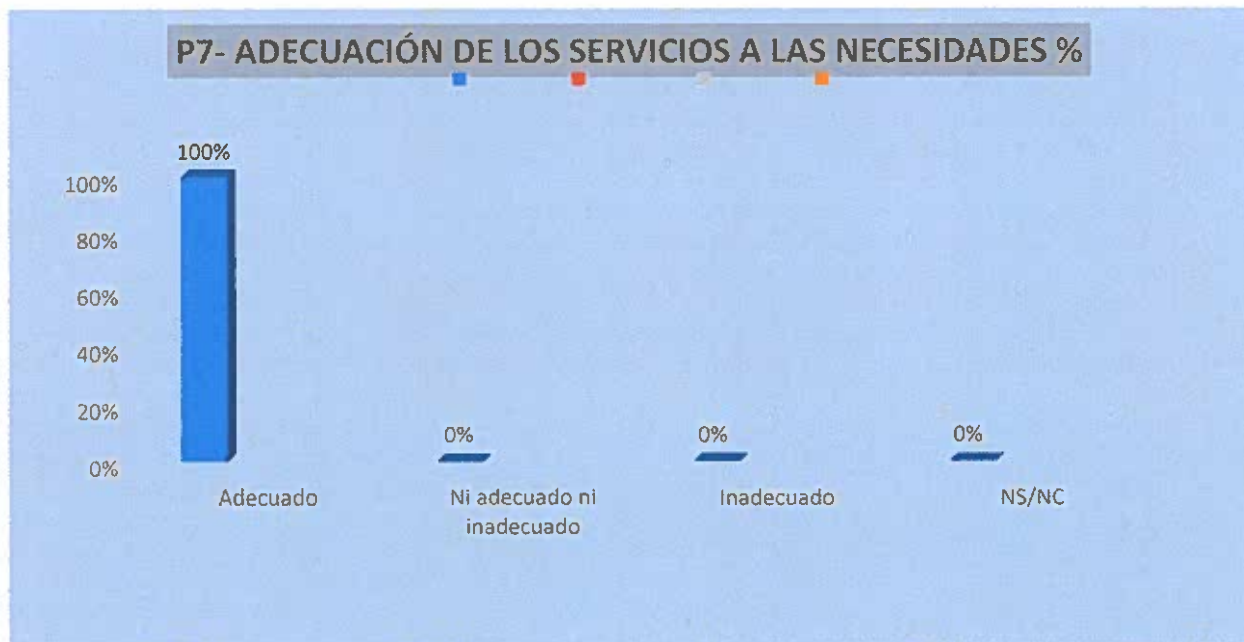 P7- ADECUACIÓN DE LOS SERVICIOS A LAS NECESIDADES %
100%
100%
80%
60%
40%
20%
0%
0%
0%
0%
Adecuado
Ni adecuado ni
inadecuado
Inadecuado
NS/NC